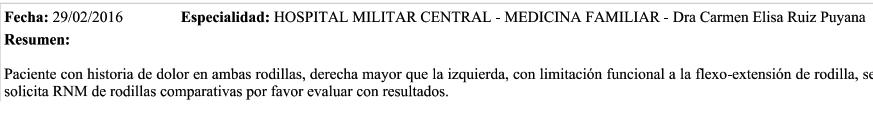 Fecha: 29/02/2016 Especialidad: HOSPITAL MILITAR CENTRAL - MEDICINA FAMILIAR - Dra Carmen Elisa Ruiz Puyana
Resumen:
Paciente con historia de dolor en ambas rodillas, derecha mayor que la izquierda, con limitación funcional a la flexo-extensión de rodilla, se
solicita RNM de rodillas comparativas por favor evaluar con resultados.